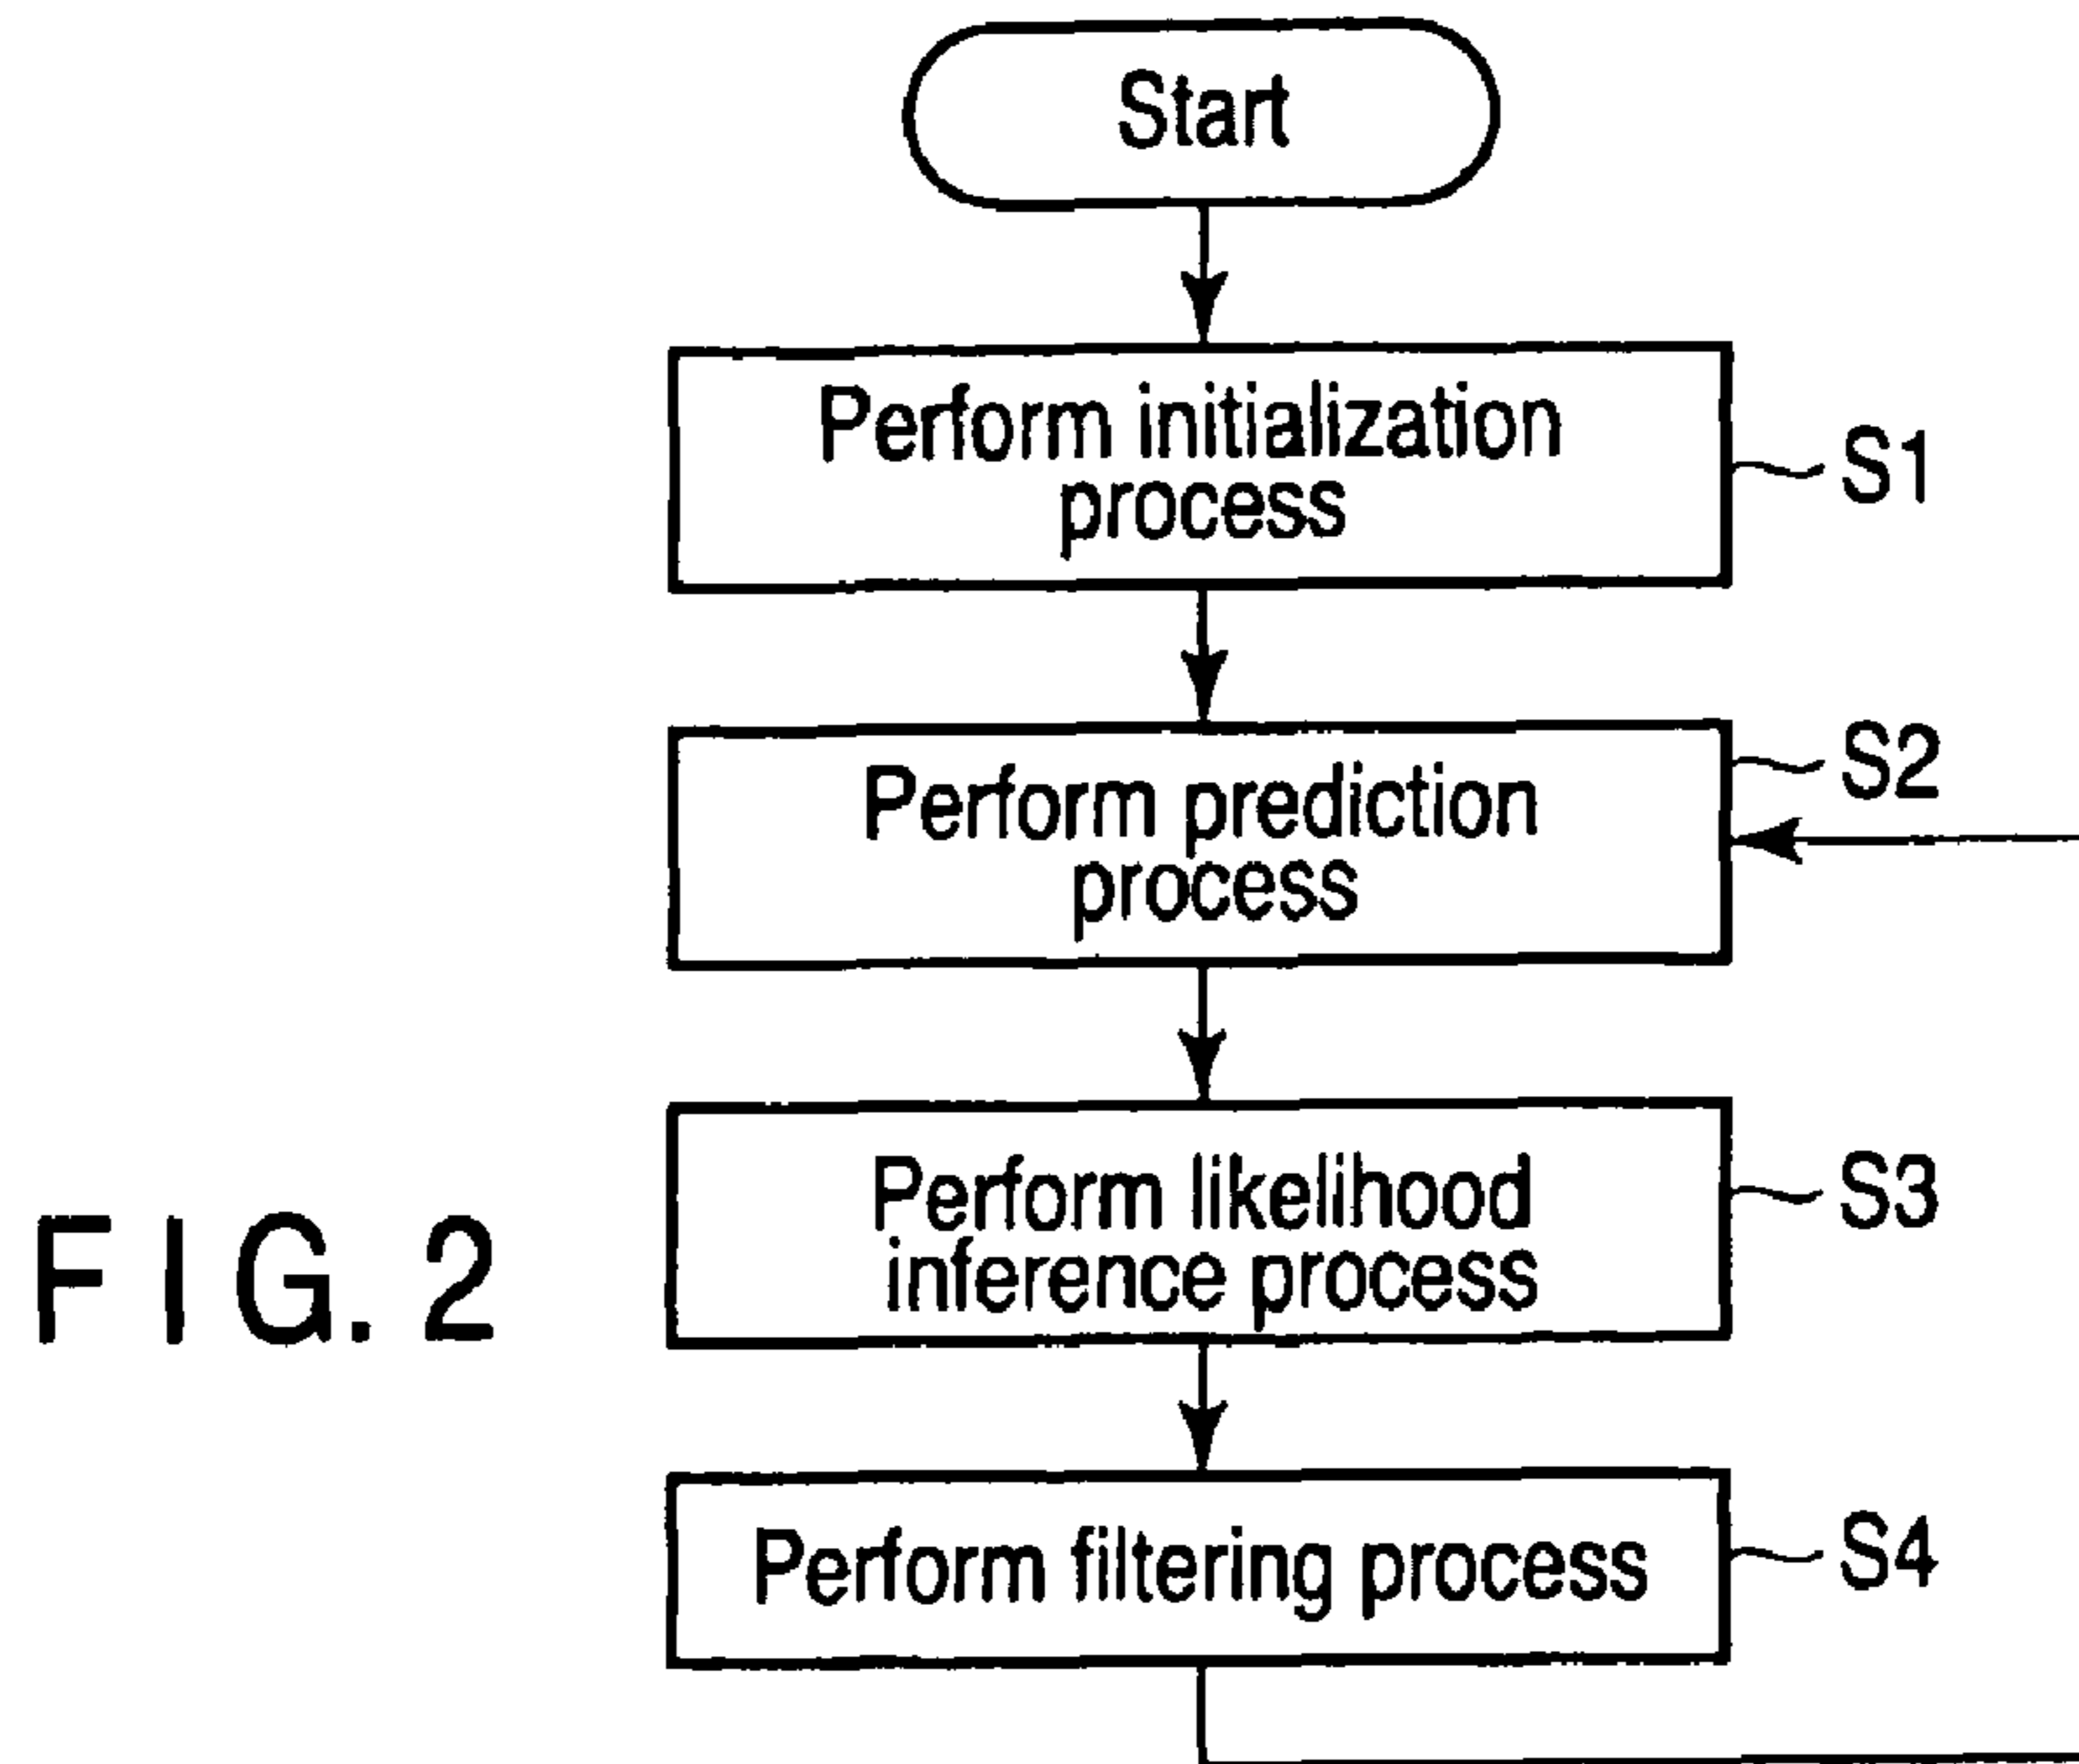 Start
Perform initialization
process
S1
Perform prediction
process
S2
Perform likelihood
inference process
S3
Perform filtering process
S4
FIG. 2